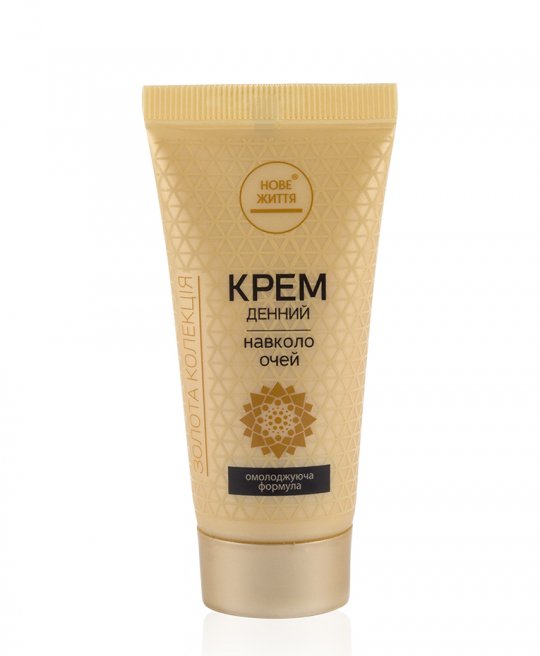 НОВЕ®
ЖИТТЯ
КРЕМ
ДЕННИЙ
навколо
очей
ЗОЛОТА КОЛЕКЦІЯ
омолоджуюча
формула